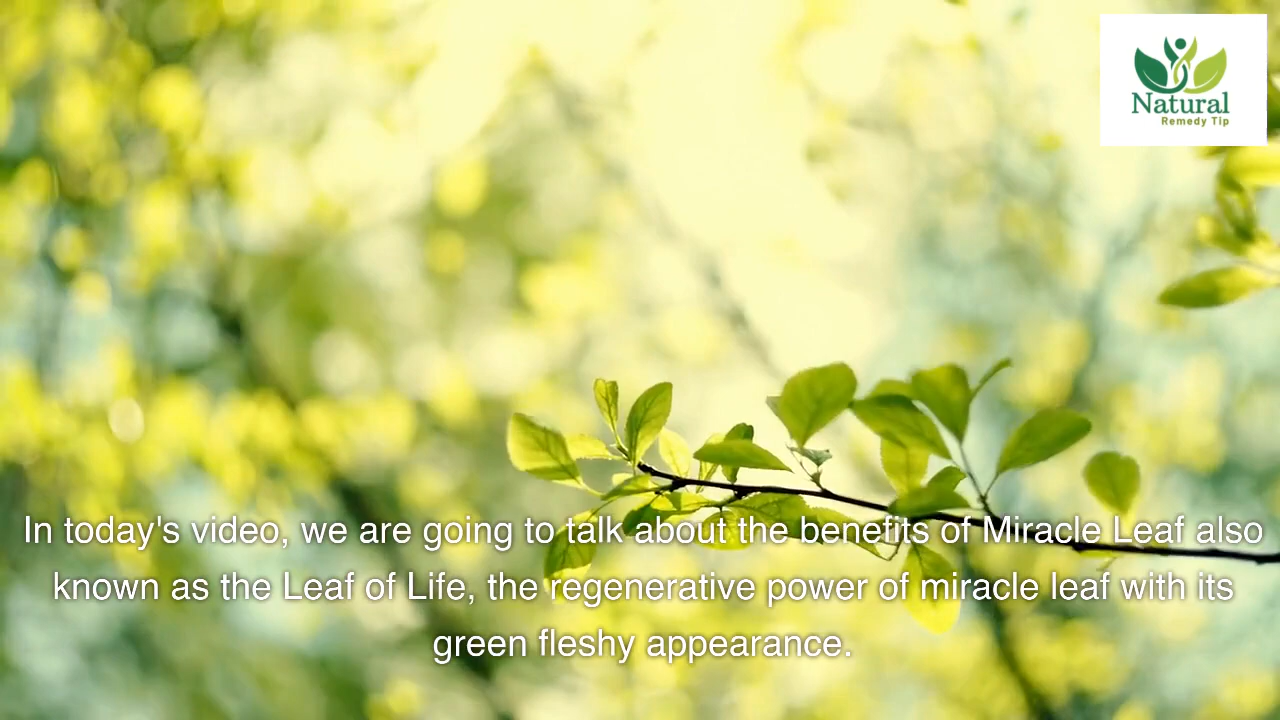 Natural
Remedy Tip
In today's video, we are going to talk about the benefits of Miracle Leaf also
known as the Leaf of Life, the regenerative power of miracle leaf with its
green fleshy appearance.